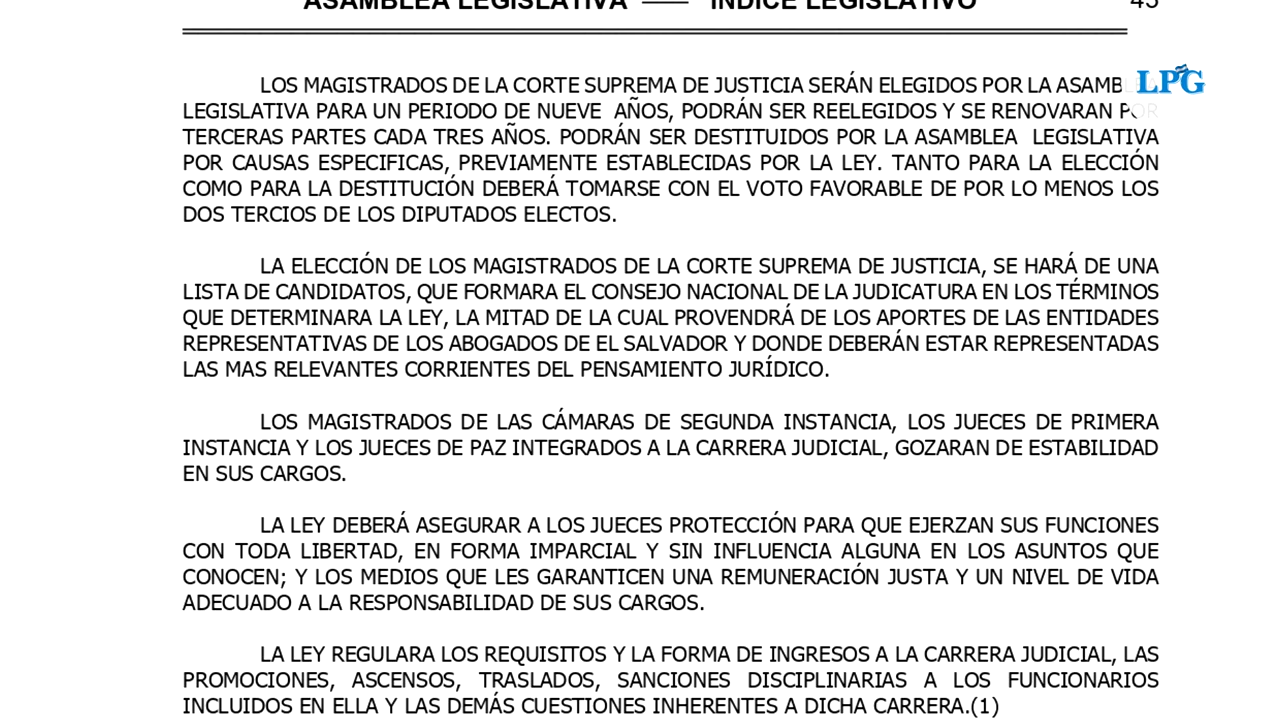 ASAMBLEA LEGISLATIVA —— ÍNDICE LEGISLATIVO 45
LOS MAGISTRADOS DE LA CORTE SUPREMA DE JUSTICIA SERÁN ELEGIDOS POR LA ASAMBLEA
LPG
LEGISLATIVA PARA UN PERIODO DE NUEVE AÑOS, PODRÁN SER REELEGIDOS Y SE RENOVARAN POR
TERCERAS PARTES CADA TRES AÑOS. PODRÁN SER DESTITUIDOS POR LA ASAMBLEA LEGISLATIVA
POR CAUSAS ESPECIFICAS, PREVIAMENTE ESTABLECIDAS POR LA LEY. TANTO PARA LA ELECCIÓN
COMO PARA LA DESTITUCIÓN DEBERÁ TOMARSE CON EL VOTO FAVORABLE DE POR LO MENOS LOS
DOS TERCIOS DE LOS DIPUTADOS ELECTOS.
LA ELECCIÓN DE LOS MAGISTRADOS DE LA CORTE SUPREMA DE JUSTICIA, SE HARÁ DE UNA
LISTA DE CANDIDATOS, QUE FORMARA EL CONSEJO NACIONAL DE LA JUDICATURA EN LOS TÉRMINOS
QUE DETERMINARA LA LEY, LA MITAD DE LA CUAL PROVENDRÁ DE LOS APORTES DE LAS ENTIDADES
REPRESENTATIVAS DE LOS ABOGADOS DE EL SALVADOR Y DONDE DEBERÁN ESTAR REPRESENTADAS
LAS MAS RELEVANTES CORRIENTES DEL PENSAMIENTO JURÍDICO.
LOS MAGISTRADOS DE LAS CÁMARAS DE SEGUNDA INSTANCIA, LOS JUECES DE PRIMERA
INSTANCIA Y LOS JUECES DE PAZ INTEGRADOS A LA CARRERA JUDICIAL, GOZARAN DE ESTABILIDAD
EN SUS CARGOS.
LA LEY DEBERÁ ASEGURAR A LOS JUECES PROTECCIÓN PARA QUE EJERZAN SUS FUNCIONES
CON TODA LIBERTAD, EN FORMA IMPARCIAL Y SIN INFLUENCIA ALGUNA EN LOS ASUNTOS QUE
CONOCEN; Y LOS MEDIOS QUE LES GARANTICEN UNA REMUNERACIÓN JUSTA Y UN NIVEL DE VIDA
ADECUADO A LA RESPONSABILIDAD DE SUS CARGOS.
LA LEY REGULARA LOS REQUISITOS Y LA FORMA DE INGRESOS A LA CARRERA JUDICIAL, LAS
PROMOCIONES, ASCENSOS, TRASLADOS, SANCIONES DISCIPLINARIAS A LOS FUNCIONARIOS
INCLUIDOS EN ELLA Y LAS DEMÁS CUESTIONES INHERENTES A DICHA CARRERA.(1)